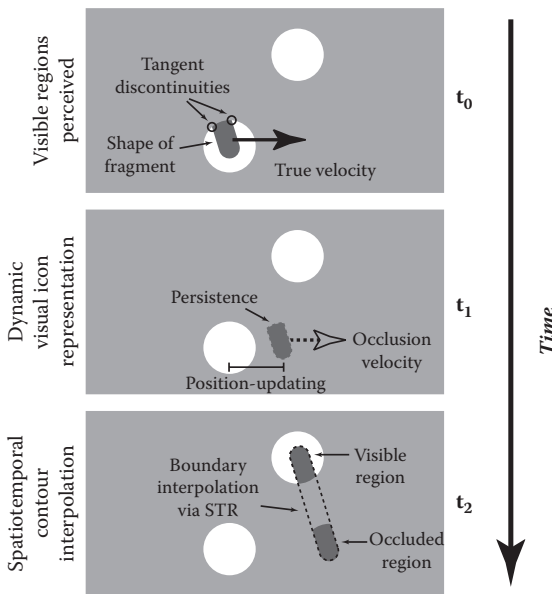 Visible regions
perceived
Tangent
discontinuities
Shape of
fragment
True velocity
t0
Dynamic
visual icon
representation
Persistence
Occlusion
velocity
Position-updating
t1
Spatiotemporal
contour
interpolation
Boundary
interpolation
via STR
Visible
region
Occluded
region
t2
Time